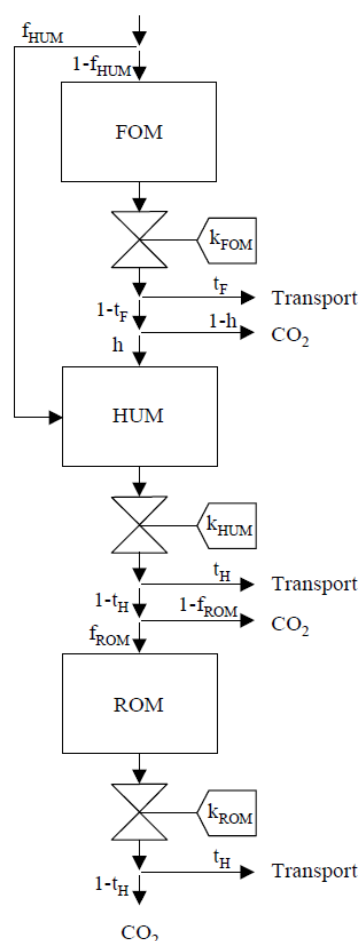 f_HUM
1-f_HUM
FOM
k_FOM
t_F
Transport
1-t_F
1-h
CO₂
h
HUM
k_HUM
t_H
Transport
1-t_H
1-f_ROM
CO₂
f_ROM
ROM
k_ROM
t_H
Transport
1-t_H
CO₂